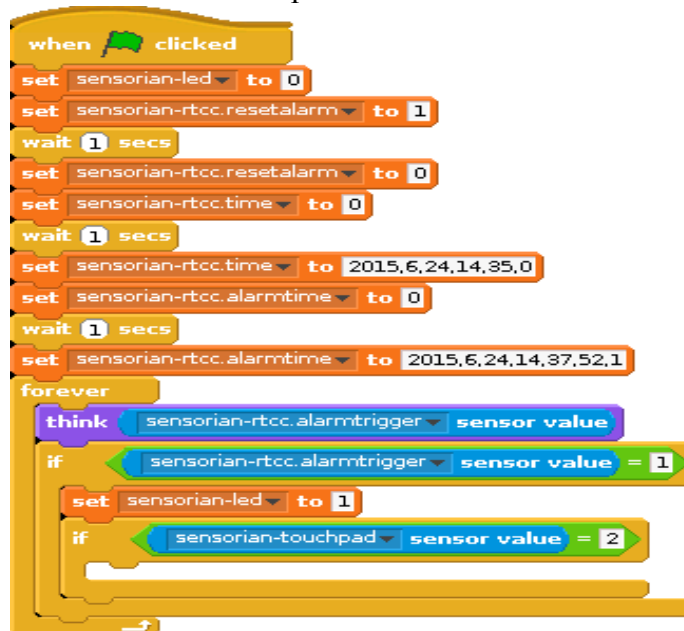 when clicked
set sensorian-led to 0
set sensorian-rtcc.resetalarm to 1
wait 1 secs
set sensorian-rtcc.resetalarm to 0
set sensorian-rtcc.time to 0
wait 1 secs
set sensorian-rtcc.time to 2015,6,24,14,35,0
set sensorian-rtcc.alarmtime to 0
wait 1 secs
set sensorian-rtcc.alarmtime to 2015,6,24,14,37,52,1
forever
think sensorian-rtcc.alarmtrigger sensor value
if sensorian-rtcc.alarmtrigger sensor value = 1
set sensorian-led to 1
if sensorian-touchpad sensor value = 2